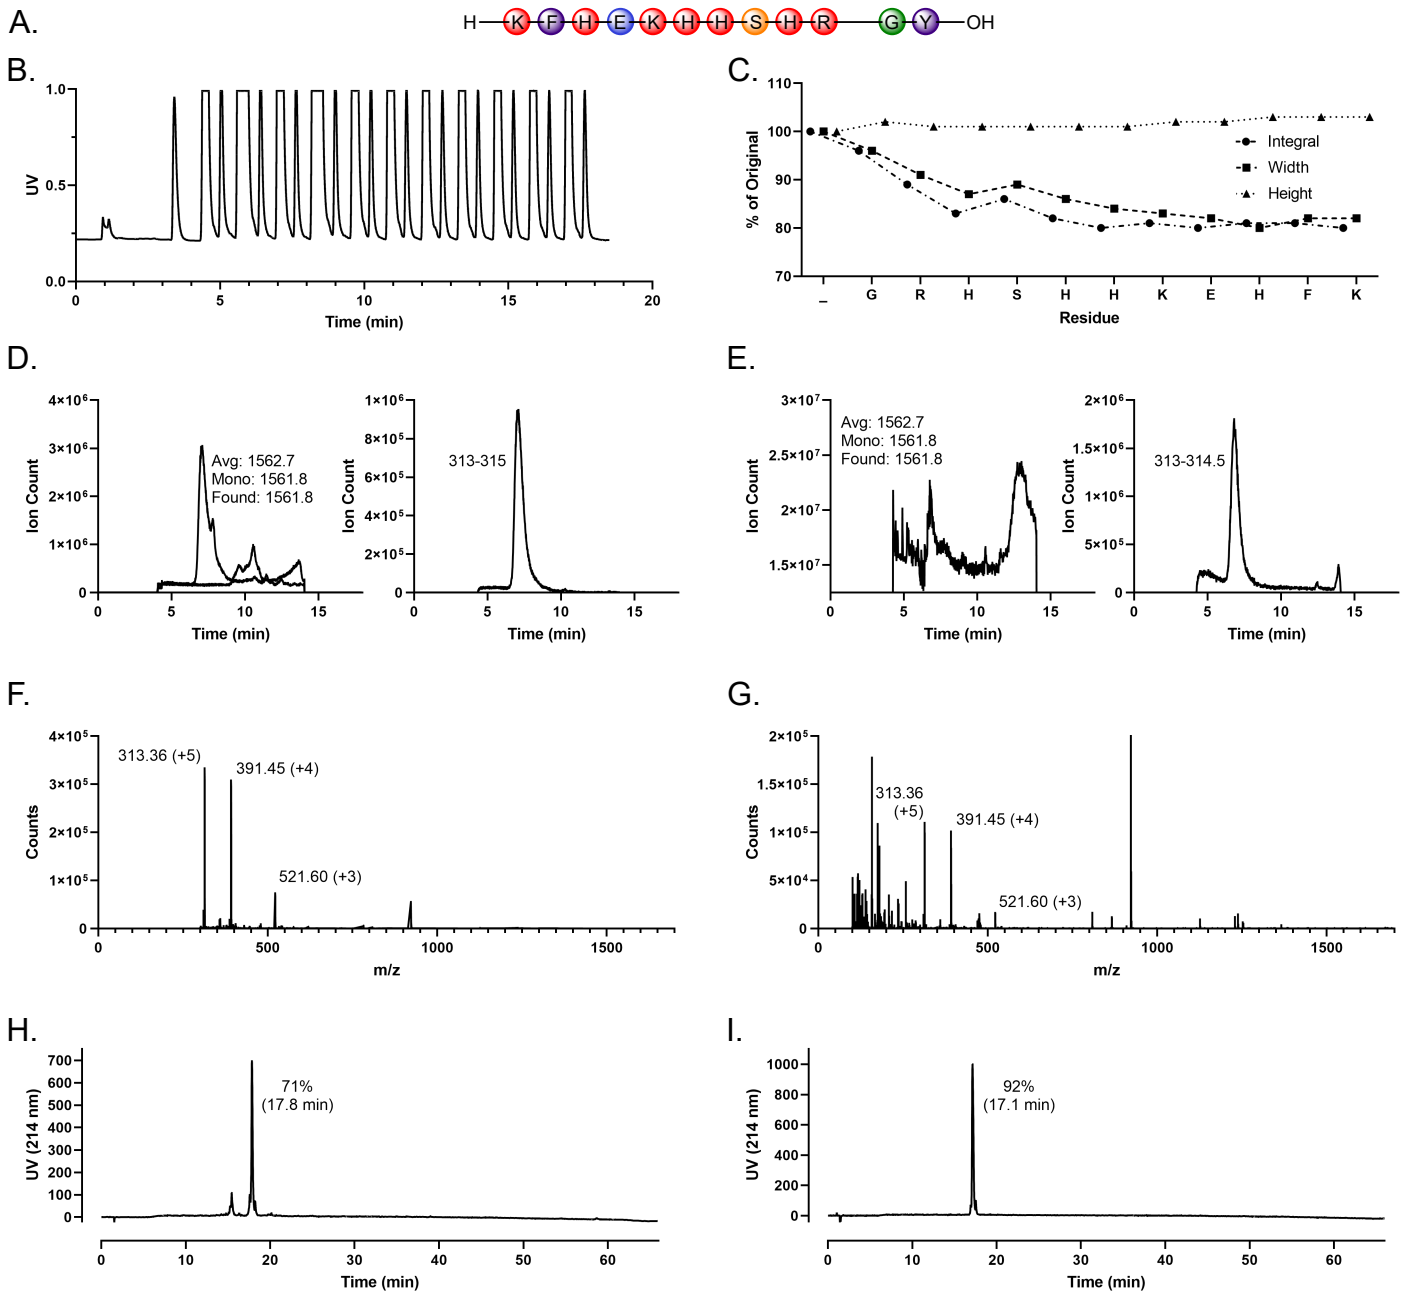 A.
H K F H E K H H S H R G Y OH
B.
1.0
0.5
0.0
UV
0 5 10 15 20
Time (min)
C.
110
100
90
80
70
% of Original
Integral
Width
Height
_ G R H S H H K E H F K
Residue
D.
4×10⁶
3×10⁶
2×10⁶
1×10⁶
0
Ion Count
Avg: 1562.7
Mono: 1561.8
Found: 1561.8
0 5 10 15
Time (min)
1×10⁶
8×10⁵
6×10⁵
4×10⁵
2×10⁵
0
Ion Count
313-315
0 5 10 15
Time (min)
E.
3×10⁷
2.5×10⁷
2×10⁷
1.5×10⁷
Ion Count
Avg: 1562.7
Mono: 1561.8
Found: 1561.8
0 5 10 15
Time (min)
2×10⁶
1.5×10⁶
1×10⁶
5×10⁵
0
Ion Count
313-314.5
0 5 10 15
Time (min)
F.
4×10⁵
3×10⁵
2×10⁵
1×10⁵
0
Counts
313.36 (+5)
391.45 (+4)
521.60 (+3)
0 500 1000 1500
m/z
G.
2×10⁵
1.5×10⁵
1×10⁵
5×10⁴
0
Counts
313.36
(+5)
391.45 (+4)
521.60 (+3)
0 500 1000 1500
m/z
H.
700
600
500
400
300
200
100
0
UV (214 nm)
71%
(17.8 min)
0 10 20 30 40 50 60
Time (min)
I.
1000
800
600
400
200
0
UV (214 nm)
92%
(17.1 min)
0 10 20 30 40 50 60
Time (min)